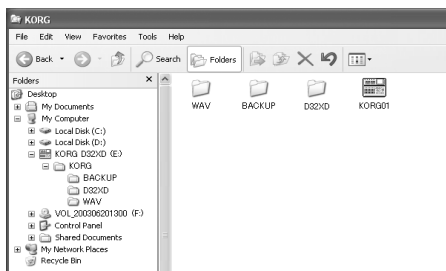 KORG
File Edit View Favorites Tools Help
Back Search Folders
Folders
Desktop
My Documents
My Computer
Local Disk (C:)
Local Disk (D:)
KORG D32XD (E:)
KORG
BACKUP
D32XD
WAV
VOL_200306201300 (F:)
Control Panel
Shared Documents
My Network Places
Recycle Bin
WAV BACKUP D32XD KORG01